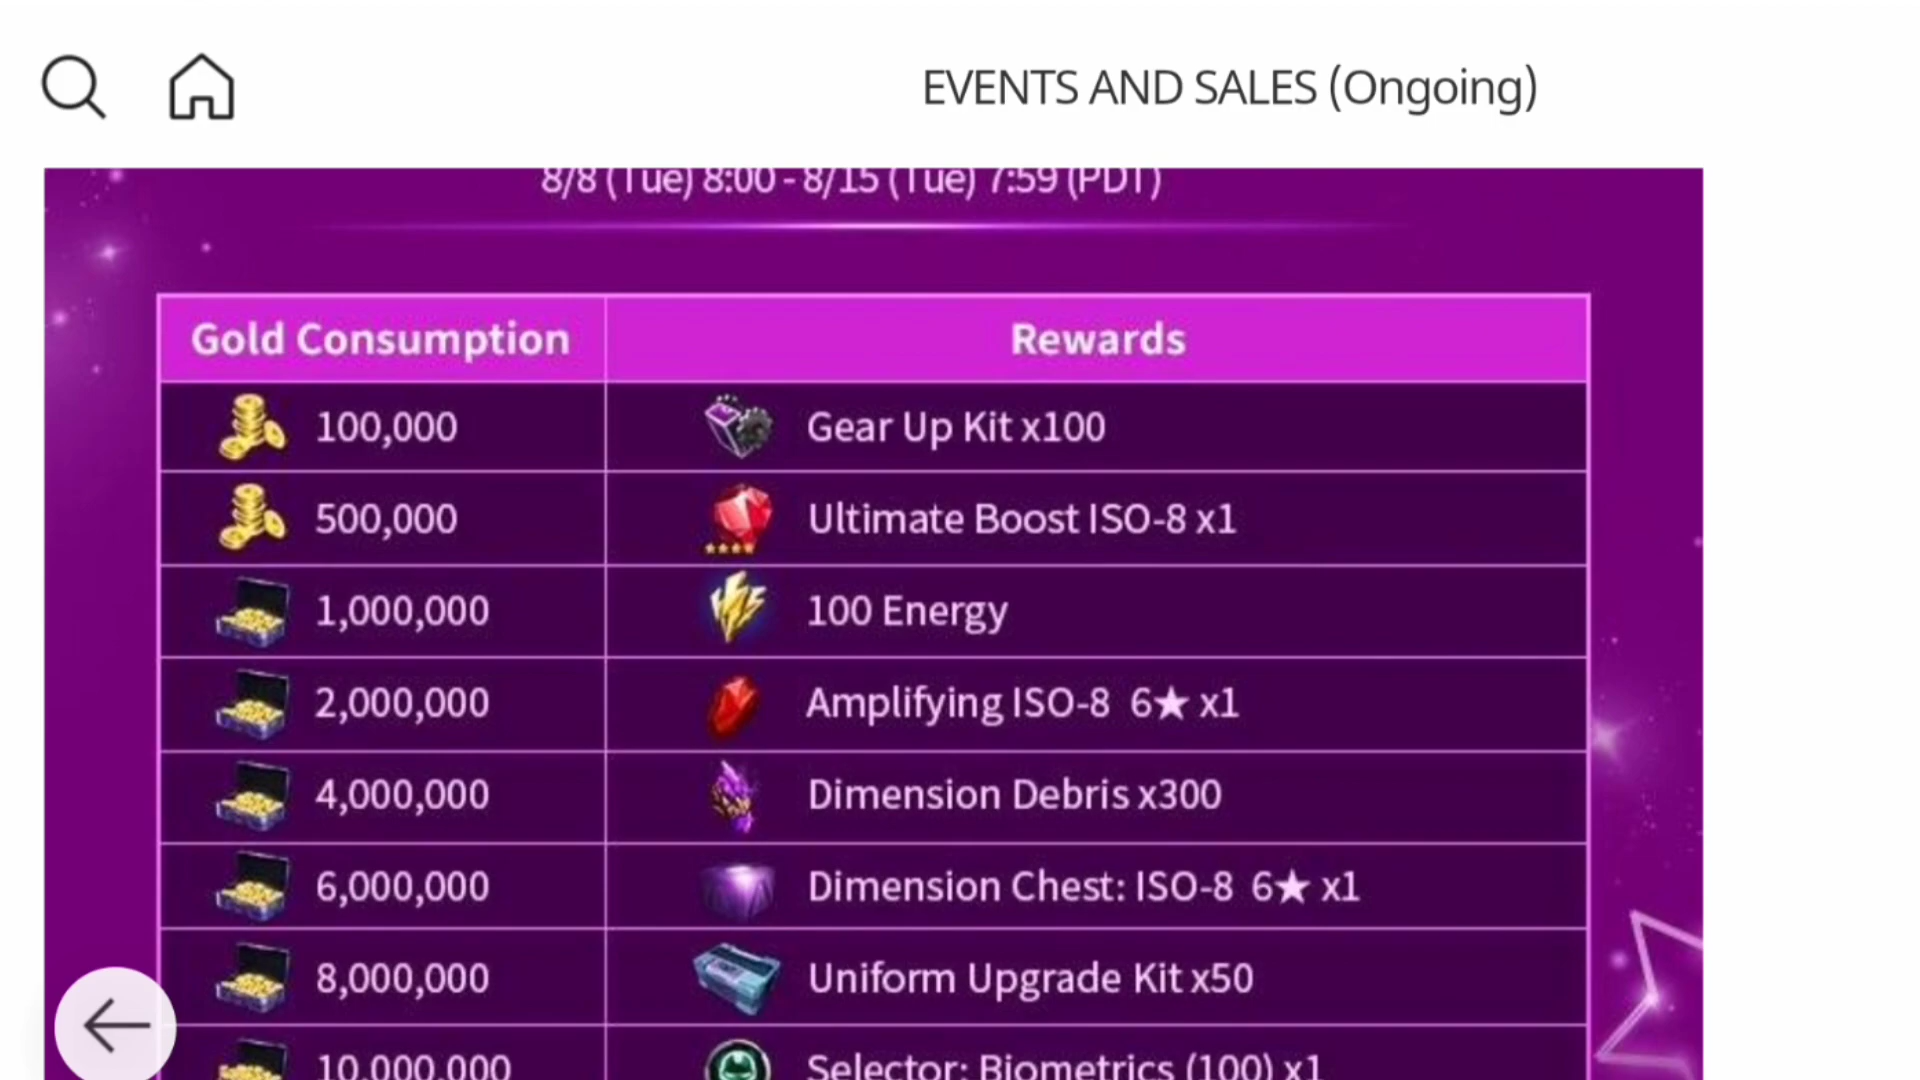 EVENTS AND SALES (Ongoing)
8/8 (Tue) 8:00 - 8/15 (Tue) 7:59 (PDT)
Gold Consumption Rewards
100,000 Gear Up Kit x100
500,000 Ultimate Boost ISO-8 x1
1,000,000 100 Energy
2,000,000 Amplifying ISO-8 6★ x1
4,000,000 Dimension Debris x300
6,000,000 Dimension Chest: ISO-8 6★ x1
8,000,000 Uniform Upgrade Kit x50
10,000,000 Selector: Biometrics (100) x1